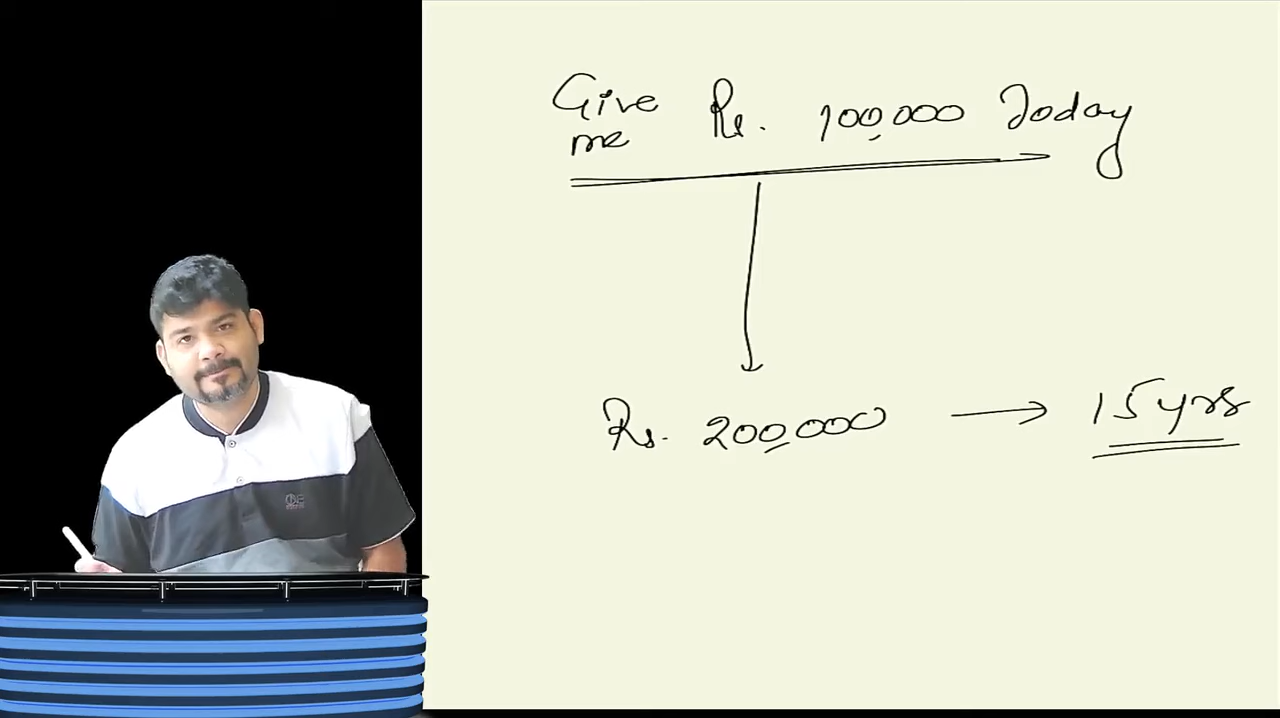 Give me Rs. 100,000 Today
Rs. 200,000 → 15 yrs